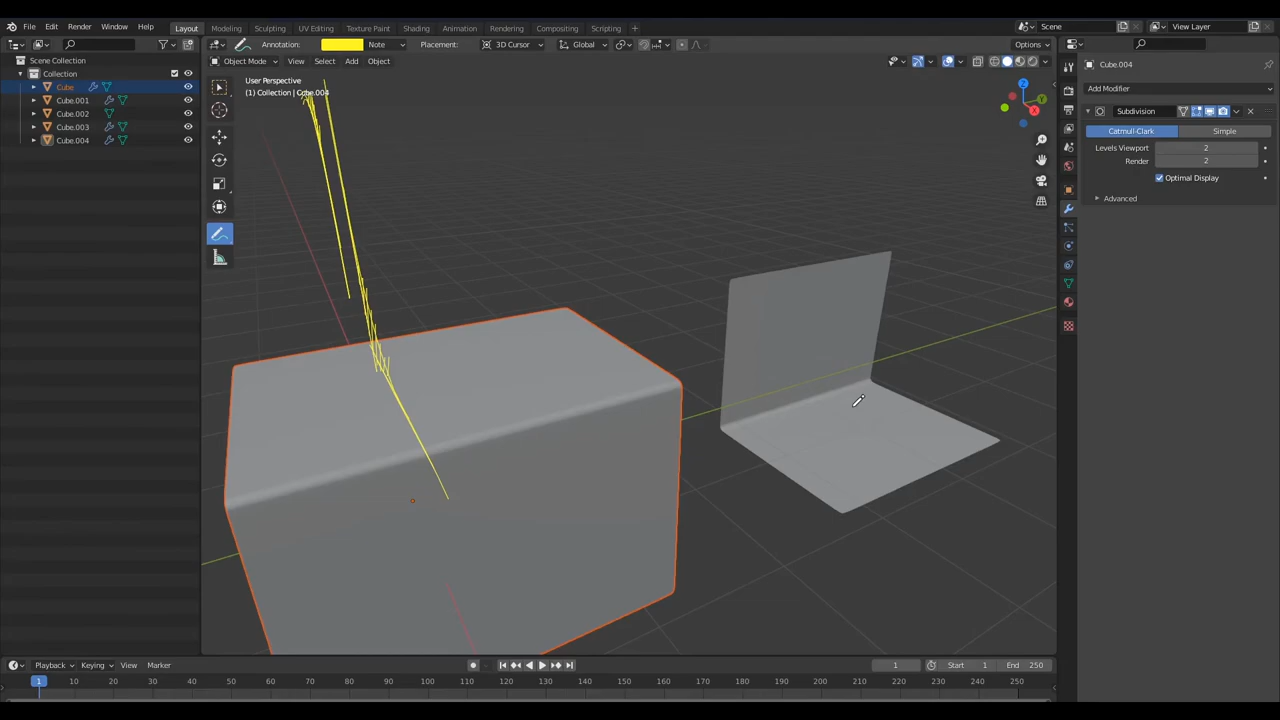 File Edit Render Window Help Layout Modeling Sculpting UV Editing Texture Paint Shading Animation Rendering Compositing Scripting + Scene View Layer
Annotation: Note Placement: 3D Cursor Global Options
Object Mode View Select Add Object
Scene Collection
Collection
Cube
Cube.001
Cube.002
Cube.003
Cube.004
User Perspective
(1) Collection | Cube.004
X
Y
Z
Cube.004
Add Modifier
Subdivision
Catmull-Clark Simple
Levels Viewport 2
Render 2
Optimal Display
Advanced
Playback Keying View Marker 1 Start 1 End 250
1 10 20 30 40 50 60 70 80 90 100 110 120 130 140 150 160 170 180 190 200 210 220 230 240 250